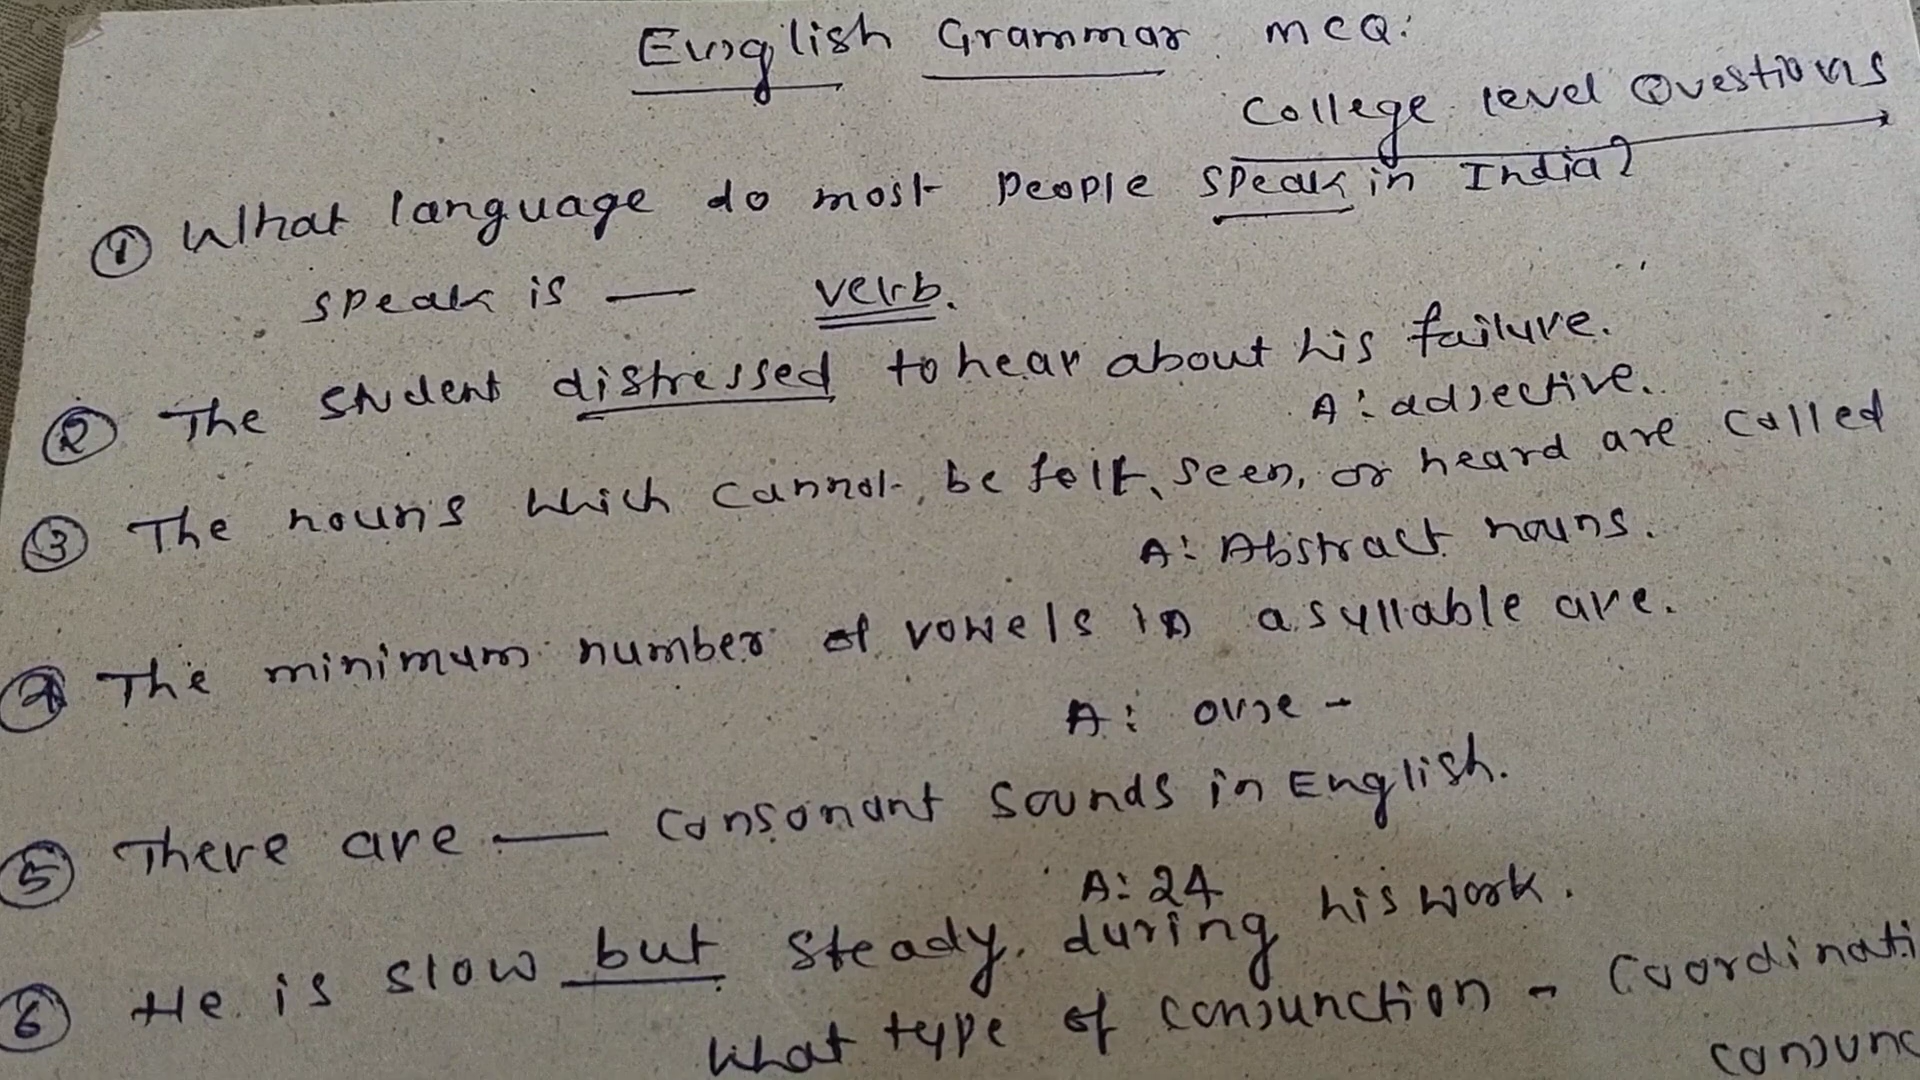 English Grammar MCQ:
College level Questions
① What language do most people speak in India?
speak is — verb.
② The student distressed to hear about his failure.
A: adjective.
③ The nouns which cannot be felt, seen, or heard are called
A: Abstract nouns.
④ The minimum number of vowels in a syllable are.
A: one -
⑤ There are — consonant sounds in English.
A: 24
⑥ He is slow but steady. during his work.
What type of conjunction - Coordinati
conjunc